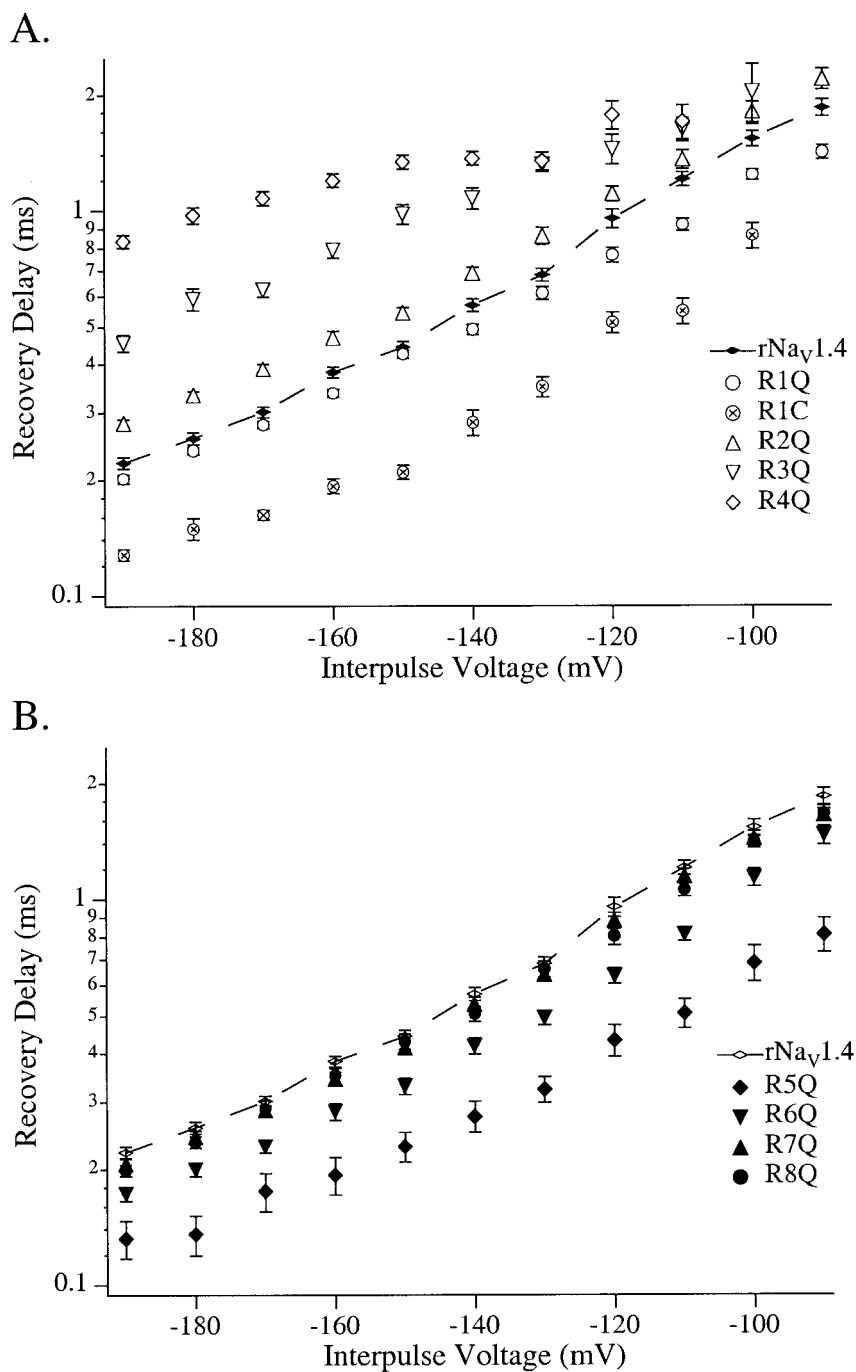 A.
Recovery Delay (ms)
2
1
9
8
7
6
5
4
3
2
0.1
-180
-160
-140
-120
-100
Interpulse Voltage (mV)
rNaV1.4
R1Q
R1C
R2Q
R3Q
R4Q
B.
Recovery Delay (ms)
2
1
9
8
7
6
5
4
3
2
0.1
-180
-160
-140
-120
-100
Interpulse Voltage (mV)
rNaV1.4
R5Q
R6Q
R7Q
R8Q